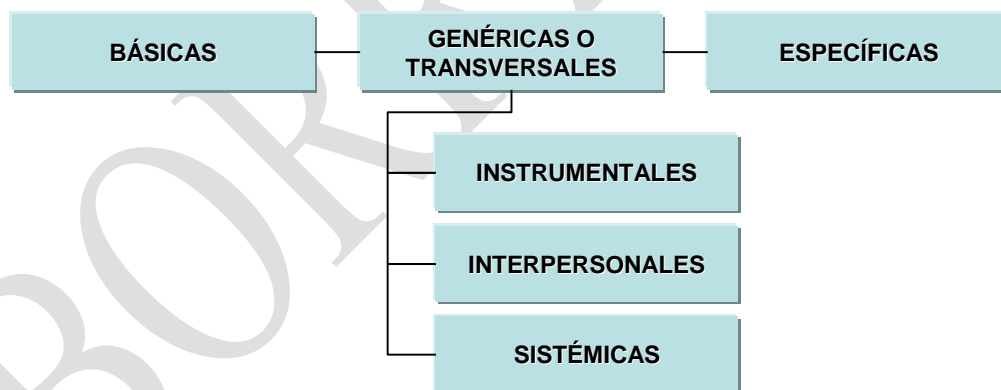 BÁSICAS
GENÉRICAS O
TRANSVERSALES
ESPECÍFICAS
INSTRUMENTALES
INTERPERSONALES
SISTÉMICAS